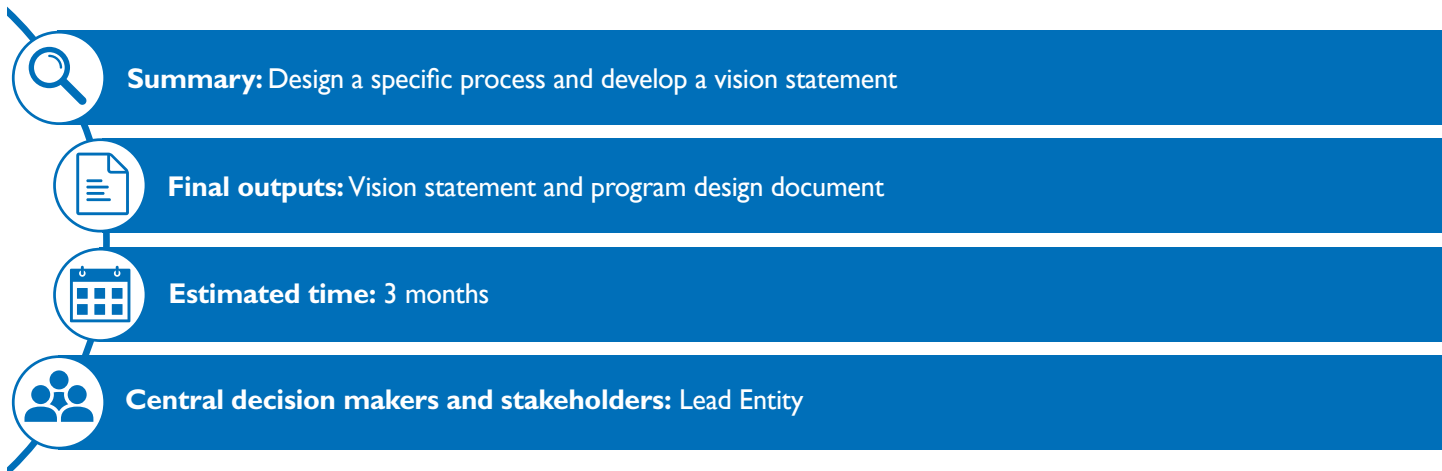 Summary: Design a specific process and develop a vision statement
Final outputs: Vision statement and program design document
Estimated time: 3 months
Central decision makers and stakeholders: Lead Entity